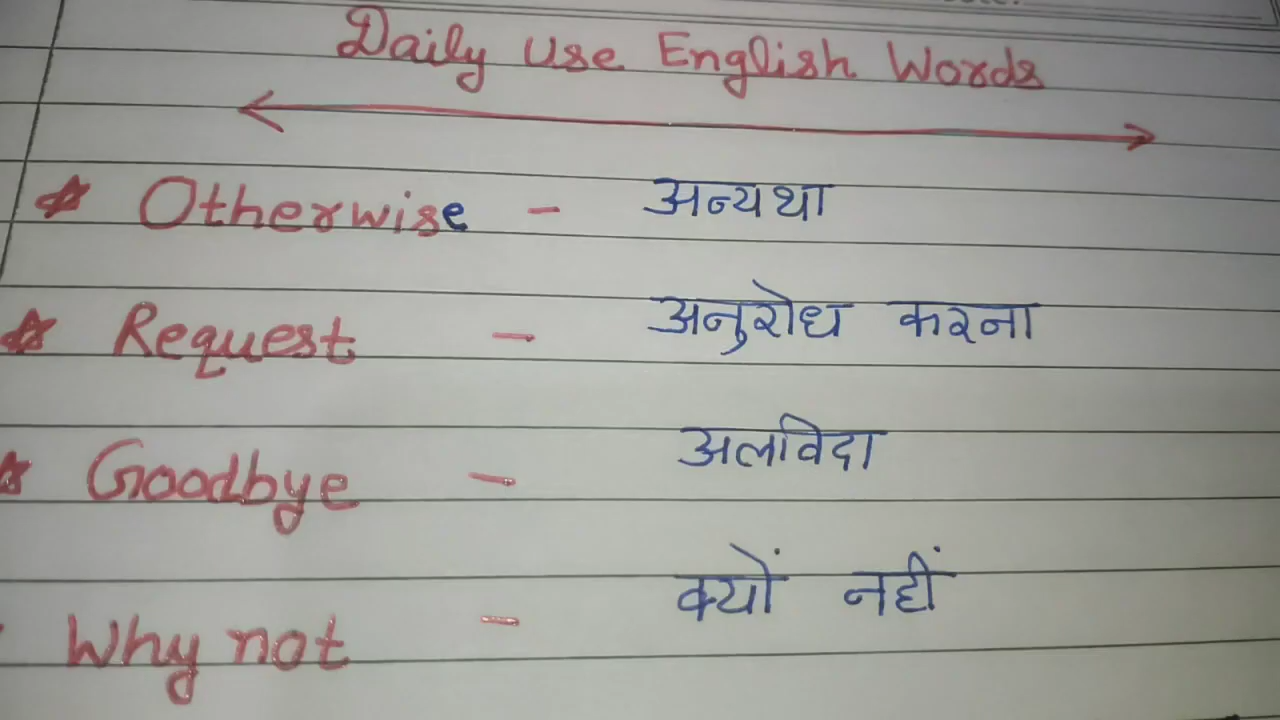 Daily Use English Words
Otherwise - अन्यथा
Request - अनुरोध करना
Goodbye - अलविदा
Why not - क्यों नहीं